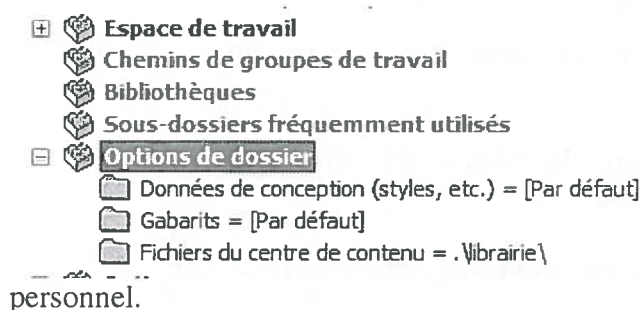 Espace de travail
Chemins de groupes de travail
Bibliothèques
Sous-dossiers fréquemment utilisés
Options de dossier
Données de conception (styles, etc.) = [Par défaut]
Gabarits = [Par défaut]
Fichiers du centre de contenu = .\librairie\
personnel.